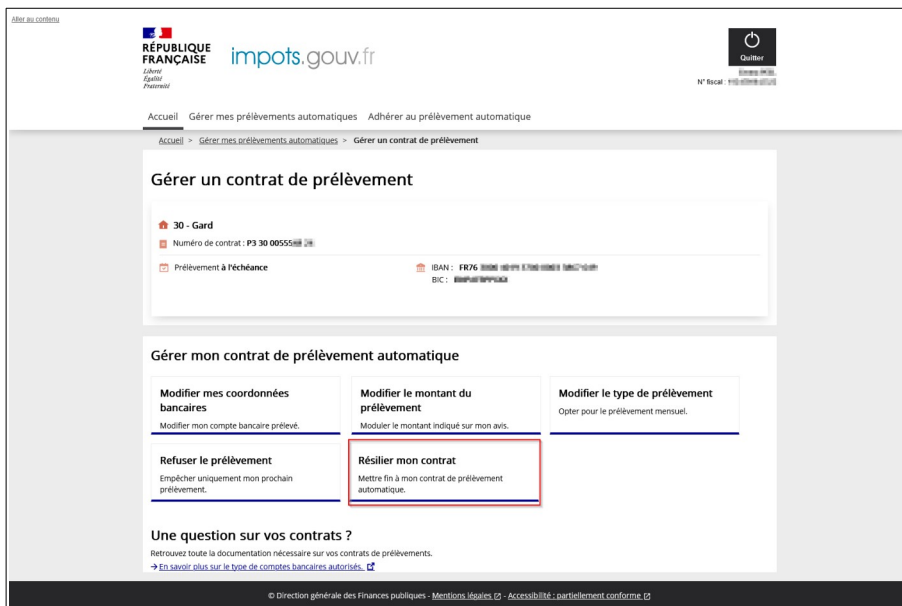 Aller au contenu
RÉPUBLIQUE
FRANÇAISE
Liberté
Égalité
Fraternité
impots.gouv.fr
Quitter
N° fiscal :
Accueil Gérer mes prélèvements automatiques Adhérer au prélèvement automatique
Accueil > Gérer mes prélèvements automatiques > Gérer un contrat de prélèvement
Gérer un contrat de prélèvement
30 - Gard
Numéro de contrat : P3 30 00555
Prélèvement à l'échéance
IBAN : FR76
BIC :
Gérer mon contrat de prélèvement automatique
Modifier mes coordonnées
bancaires
Modifier mon compte bancaire prélevé.
Modifier le montant du
prélèvement
Moduler le montant indiqué sur mon avis.
Modifier le type de prélèvement
Opter pour le prélèvement mensuel.
Refuser le prélèvement
Empêcher uniquement mon prochain
prélèvement.
Résilier mon contrat
Mettre fin à mon contrat de prélèvement
automatique.
Une question sur vos contrats ?
Retrouvez toute la documentation nécessaire sur vos contrats de prélèvements.
→ En savoir plus sur le type de comptes bancaires autorisés.
© Direction générale des Finances publiques - Mentions légales - Accessibilité : partiellement conforme